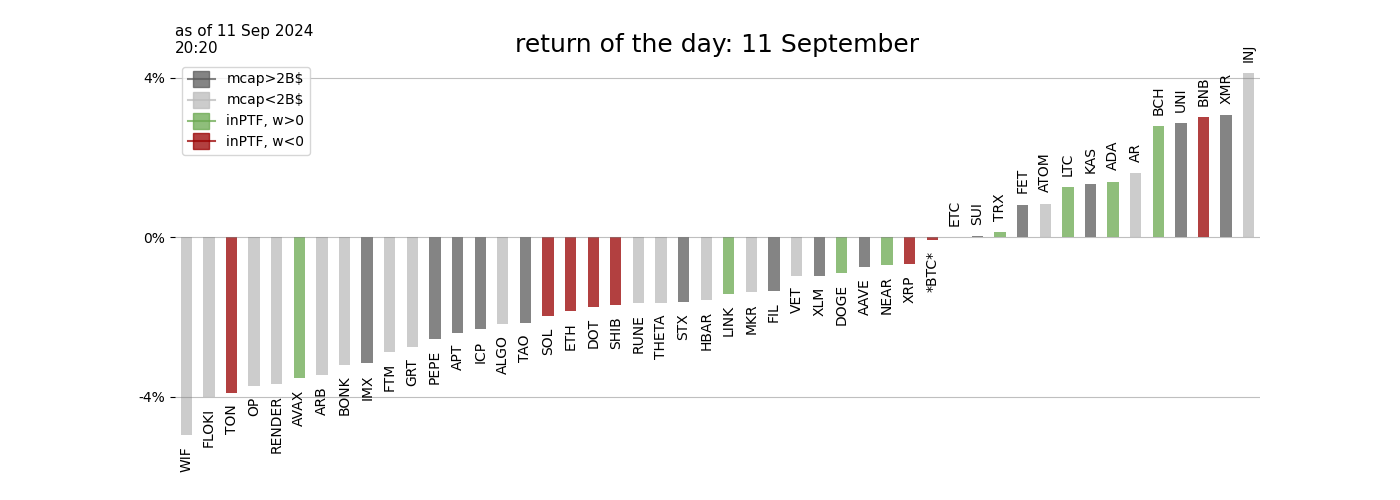 as of 11 Sep 2024
20:20
return of the day: 11 September
mcap>2B$
mcap<2B$
inPTF, w>0
inPTF, w<0
4%
0%
-4%
WIF
FLOKI
TON
OP
RENDER
AVAX
ARB
BONK
IMX
FTM
GRT
PEPE
APT
ICP
ALGO
TAO
SOL
ETH
DOT
SHIB
RUNE
THETA
STX
HBAR
LINK
MKR
FIL
VET
XLM
DOGE
AAVE
NEAR
XRP
*BTC*
ETC
SUI
TRX
FET
ATOM
LTC
KAS
ADA
AR
BCH
UNI
BNB
XMR
INJ